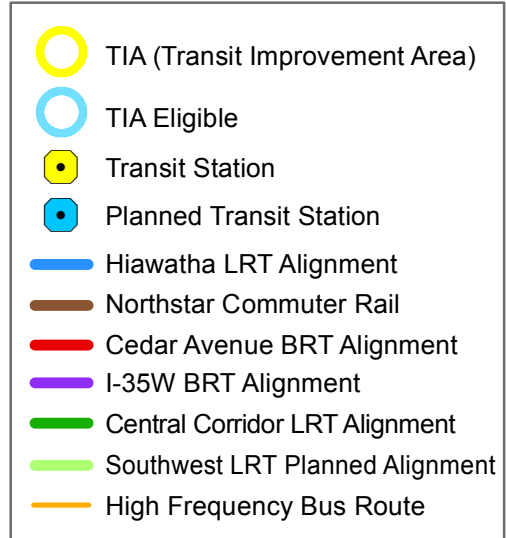 TIA (Transit Improvement Area)
TIA Eligible
Transit Station
Planned Transit Station
Hiawatha LRT Alignment
Northstar Commuter Rail
Cedar Avenue BRT Alignment
I-35W BRT Alignment
Central Corridor LRT Alignment
Southwest LRT Planned Alignment
High Frequency Bus Route